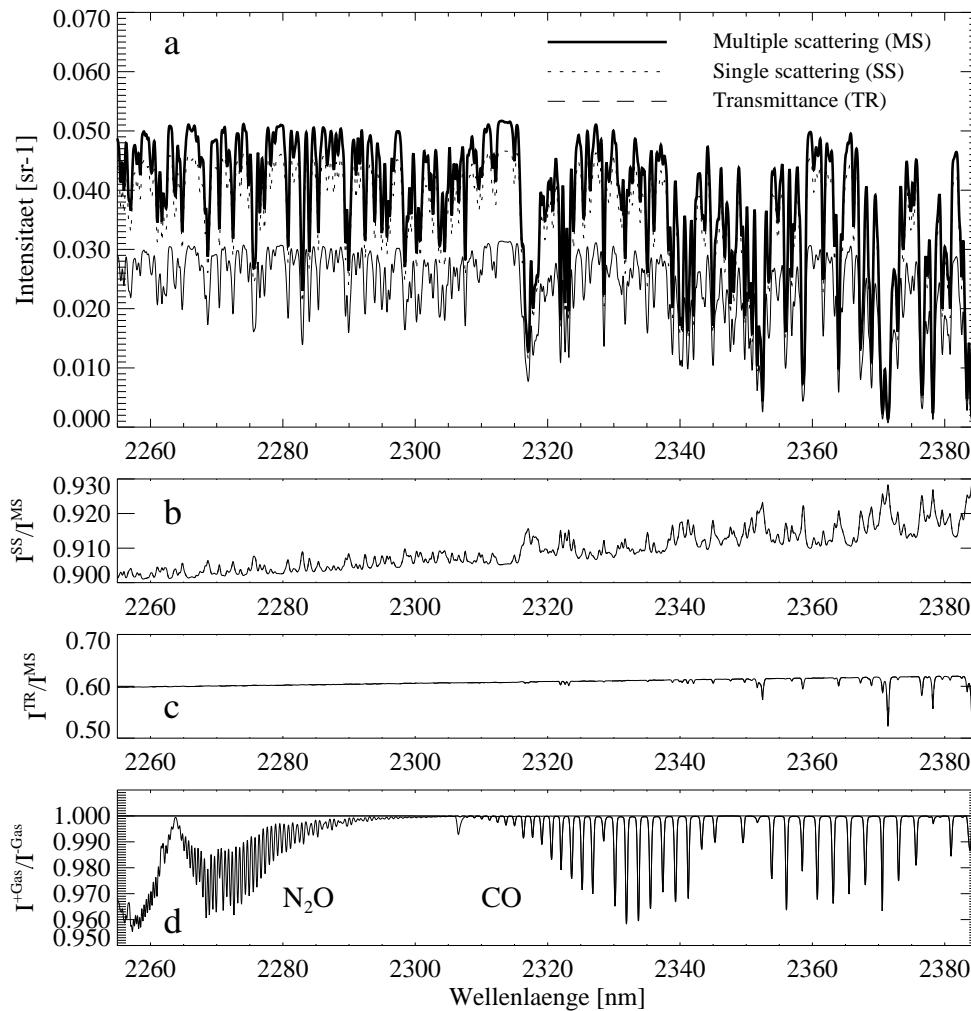 a
Multiple scattering (MS)
Single scattering (SS)
Transmittance (TR)
Intensitaet [sr-1]
0.070
0.060
0.050
0.040
0.030
0.020
0.010
0.000
2260 2280 2300 2320 2340 2360 2380
b
I^SS/I^MS
0.930
0.920
0.910
0.900
2260 2280 2300 2320 2340 2360 2380
c
I^TR/I^MS
0.70
0.60
0.50
2260 2280 2300 2320 2340 2360 2380
d
I^+Gas/I^-Gas
1.000
0.990
0.980
0.970
0.960
0.950
N₂O
CO
2260 2280 2300 2320 2340 2360 2380
Wellenlaenge [nm]